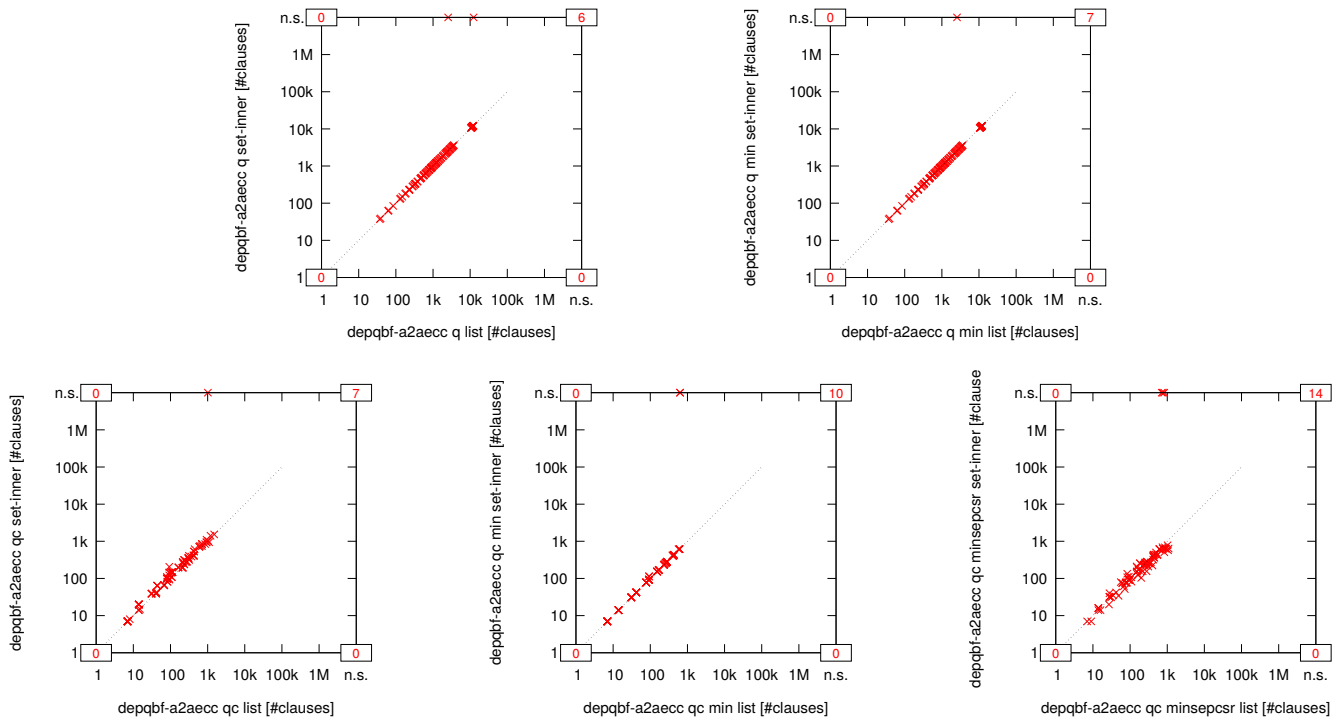 n.s. 0 6
1M
100k
10k
1k
100
10
1 0 0
1 10 100 1k 10k 100k 1M n.s.
depqbf-a2aecc q set-inner [#clauses]
depqbf-a2aecc q list [#clauses]
n.s. 0 7
1M
100k
10k
1k
100
10
1 0 0
1 10 100 1k 10k 100k 1M n.s.
depqbf-a2aecc q min set-inner [#clauses]
depqbf-a2aecc q min list [#clauses]
n.s. 0 7
1M
100k
10k
1k
100
10
1 0 0
1 10 100 1k 10k 100k 1M n.s.
depqbf-a2aecc qc set-inner [#clauses]
depqbf-a2aecc qc list [#clauses]
n.s. 0 10
1M
100k
10k
1k
100
10
1 0 0
1 10 100 1k 10k 100k 1M n.s.
depqbf-a2aecc qc min set-inner [#clauses]
depqbf-a2aecc qc min list [#clauses]
n.s. 0 14
1M
100k
10k
1k
100
10
1 0 0
1 10 100 1k 10k 100k 1M n.s.
depqbf-a2aecc qc minsepcsr set-inner [#clause
depqbf-a2aecc qc minsepcsr list [#clauses]